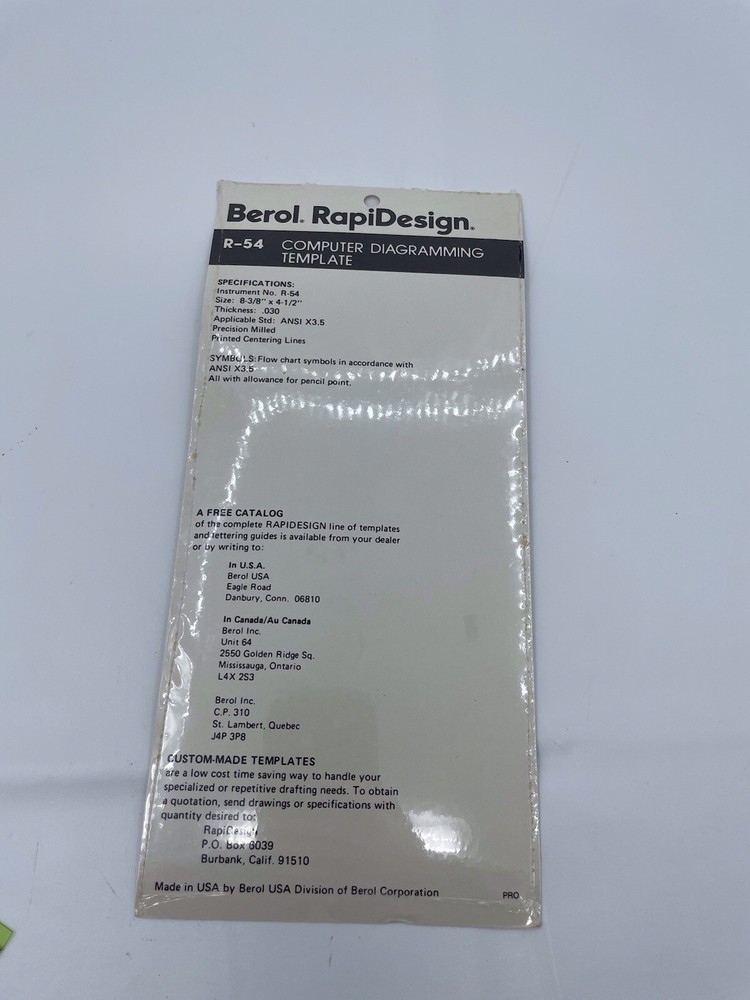 Berol. RapiDesign.
R-54 COMPUTER DIAGRAMMING
TEMPLATE
SPECIFICATIONS:
Instrument No. R-54
Size: 8-3/8" x 4-1/2"
Thickness: .030
Applicable Std: ANSI X3.5
Precision Milled
Printed Centering Lines
SYMBOLS: Flow chart symbols in accordance with
ANSI X3.5
All with allowance for pencil point.
A FREE CATALOG
of the complete RAPIDESIGN line of templates
and lettering guides is available from your dealer
or by writing to:
In U.S.A.
Berol USA
Eagle Road
Danbury, Conn. 06810
In Canada/Au Canada
Berol Inc.
Unit 64
2550 Golden Ridge Sq.
Mississauga, Ontario
L4X 2S3
Berol Inc.
C.P. 310
St. Lambert, Quebec
J4P 3P8
CUSTOM-MADE TEMPLATES
are a low cost time saving way to handle your
specialized or repetitive drafting needs. To obtain
a quotation, send drawings or specifications with
quantity desired to:
RapiDesign
P.O. Box 6039
Burbank, Calif. 91510
Made in USA by Berol USA Division of Berol Corporation
PRO